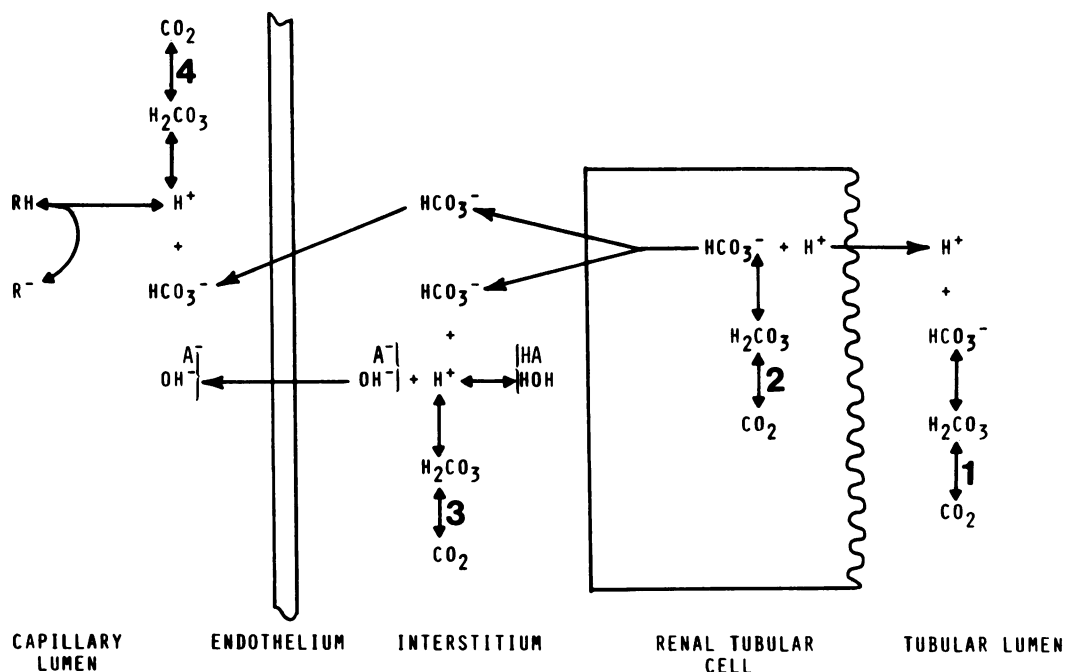 CO₂
4
H₂CO₃
RH H⁺
+
R⁻ HCO₃⁻
A⁻
OH⁻
HCO₃⁻
HCO₃⁻
+
A⁻ HA
OH⁻ + H⁺ HOH
H₂CO₃
3
CO₂
HCO₃⁻ + H⁺
H₂CO₃
2
CO₂
H⁺
+
HCO₃⁻
H₂CO₃
1
CO₂
CAPILLARY LUMEN
ENDOTHELIUM
INTERSTITIUM
RENAL TUBULAR CELL
TUBULAR LUMEN